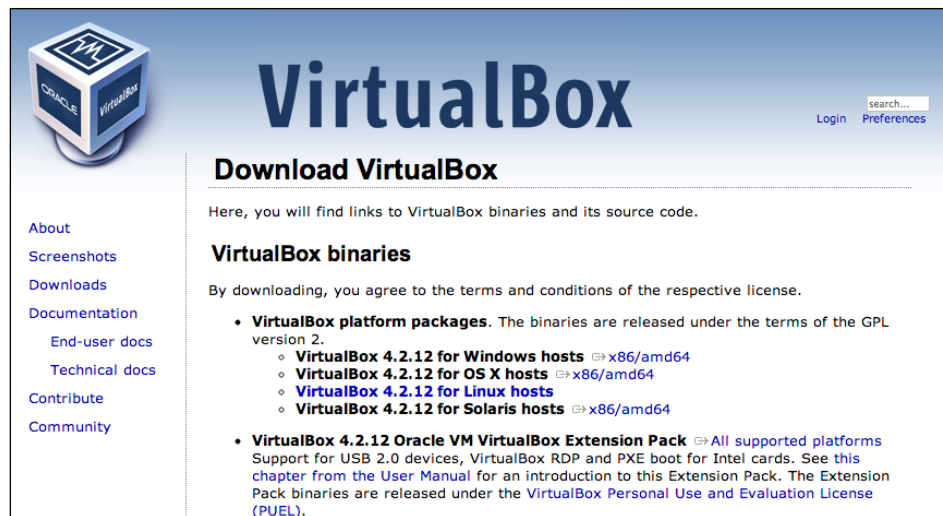 ORACLE
VirtualBox
VirtualBox
search...
Login Preferences
Download VirtualBox
Here, you will find links to VirtualBox binaries and its source code.
About
Screenshots
Downloads
Documentation
End-user docs
Technical docs
Contribute
Community
VirtualBox binaries
By downloading, you agree to the terms and conditions of the respective license.
• VirtualBox platform packages. The binaries are released under the terms of the GPL
version 2.
◦ VirtualBox 4.2.12 for Windows hosts x86/amd64
◦ VirtualBox 4.2.12 for OS X hosts x86/amd64
◦ VirtualBox 4.2.12 for Linux hosts
◦ VirtualBox 4.2.12 for Solaris hosts x86/amd64
• VirtualBox 4.2.12 Oracle VM VirtualBox Extension Pack All supported platforms
Support for USB 2.0 devices, VirtualBox RDP and PXE boot for Intel cards. See this
chapter from the User Manual for an introduction to this Extension Pack. The Extension
Pack binaries are released under the VirtualBox Personal Use and Evaluation License
(PUEL).